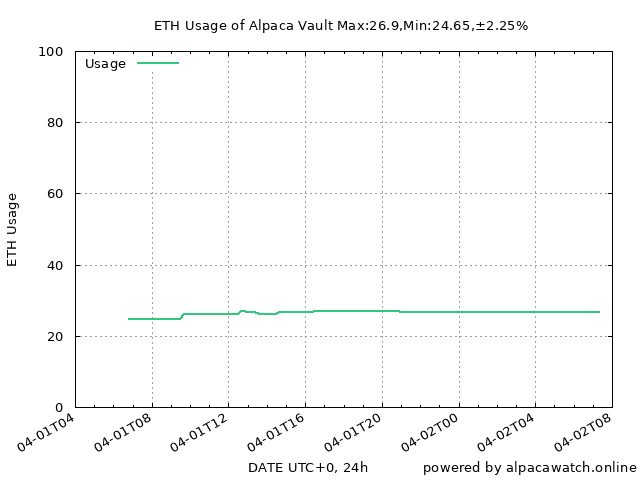 ETH Usage of Alpaca Vault Max:26.9,Min:24.65,±2.25%
100
Usage
80
60
ETH Usage
40
20
0
04-01T04 04-01T08 04-01T12 04-01T16 04-01T20 04-02T00 04-02T04 04-02T08
DATE UTC+0, 24h powered by alpacawatch.online